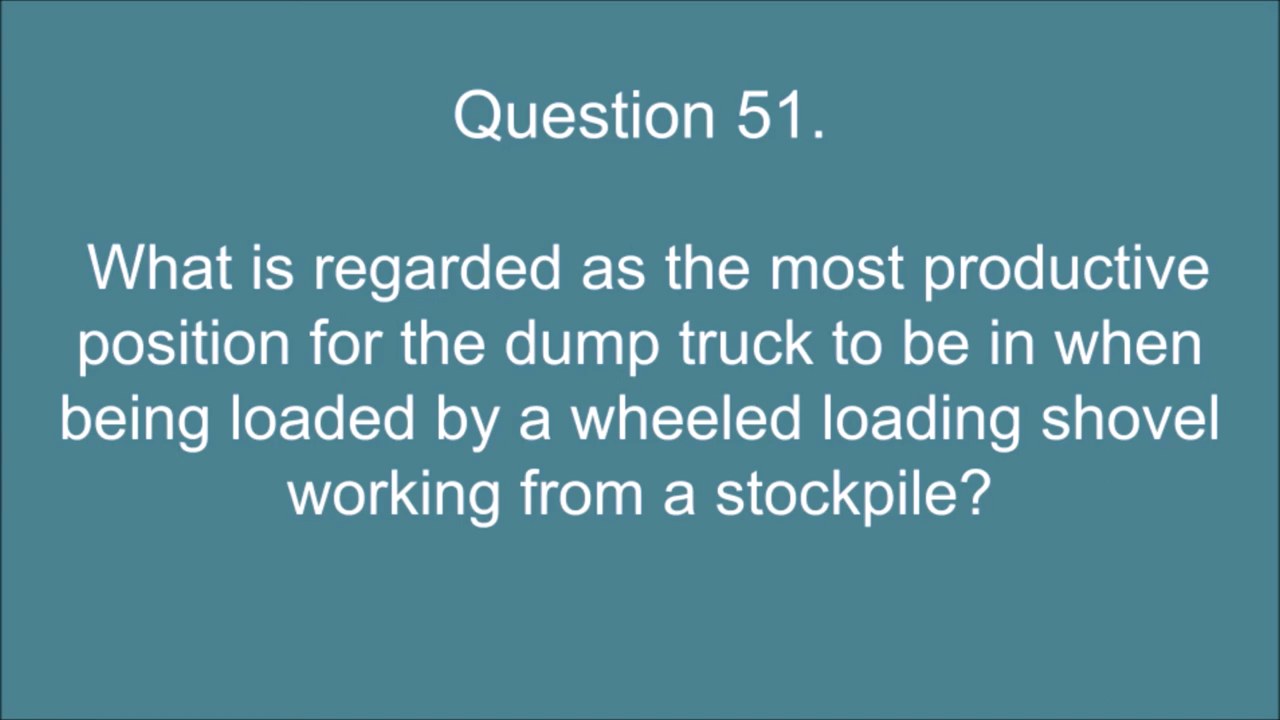 Question 51.
What is regarded as the most productive
position for the dump truck to be in when
being loaded by a wheeled loading shovel
working from a stockpile?